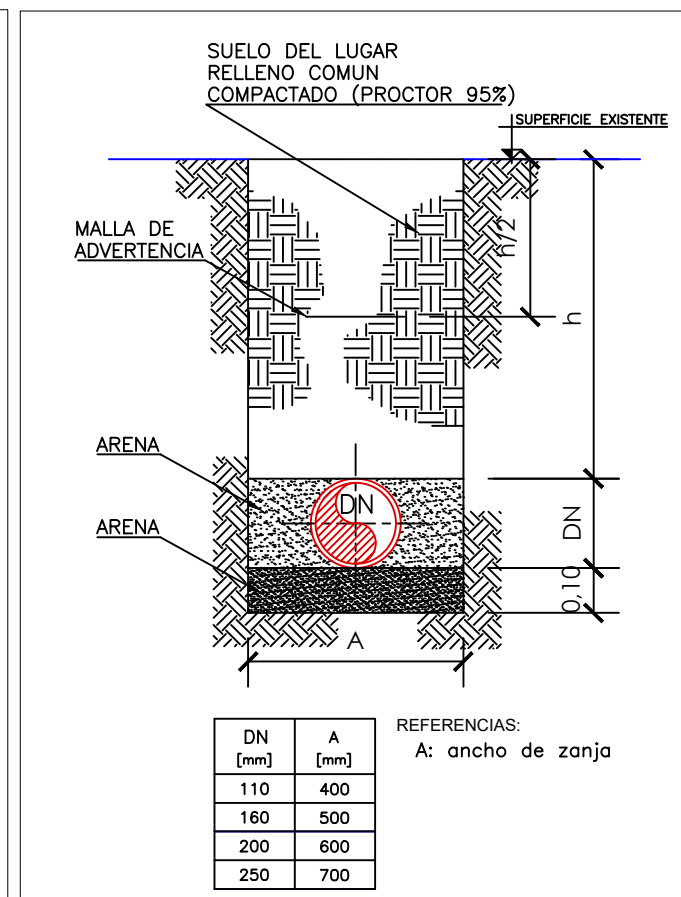 SUELO DEL LUGAR
RELLENO COMUN
COMPACTADO (PROCTOR 95%)
SUPERFICIE EXISTENTE
MALLA DE
ADVERTENCIA
h/2
h
ARENA
ARENA
DN
DN
0,10
A
DN A
[mm] [mm]
110 400
160 500
200 600
250 700
REFERENCIAS:
A: ancho de zanja